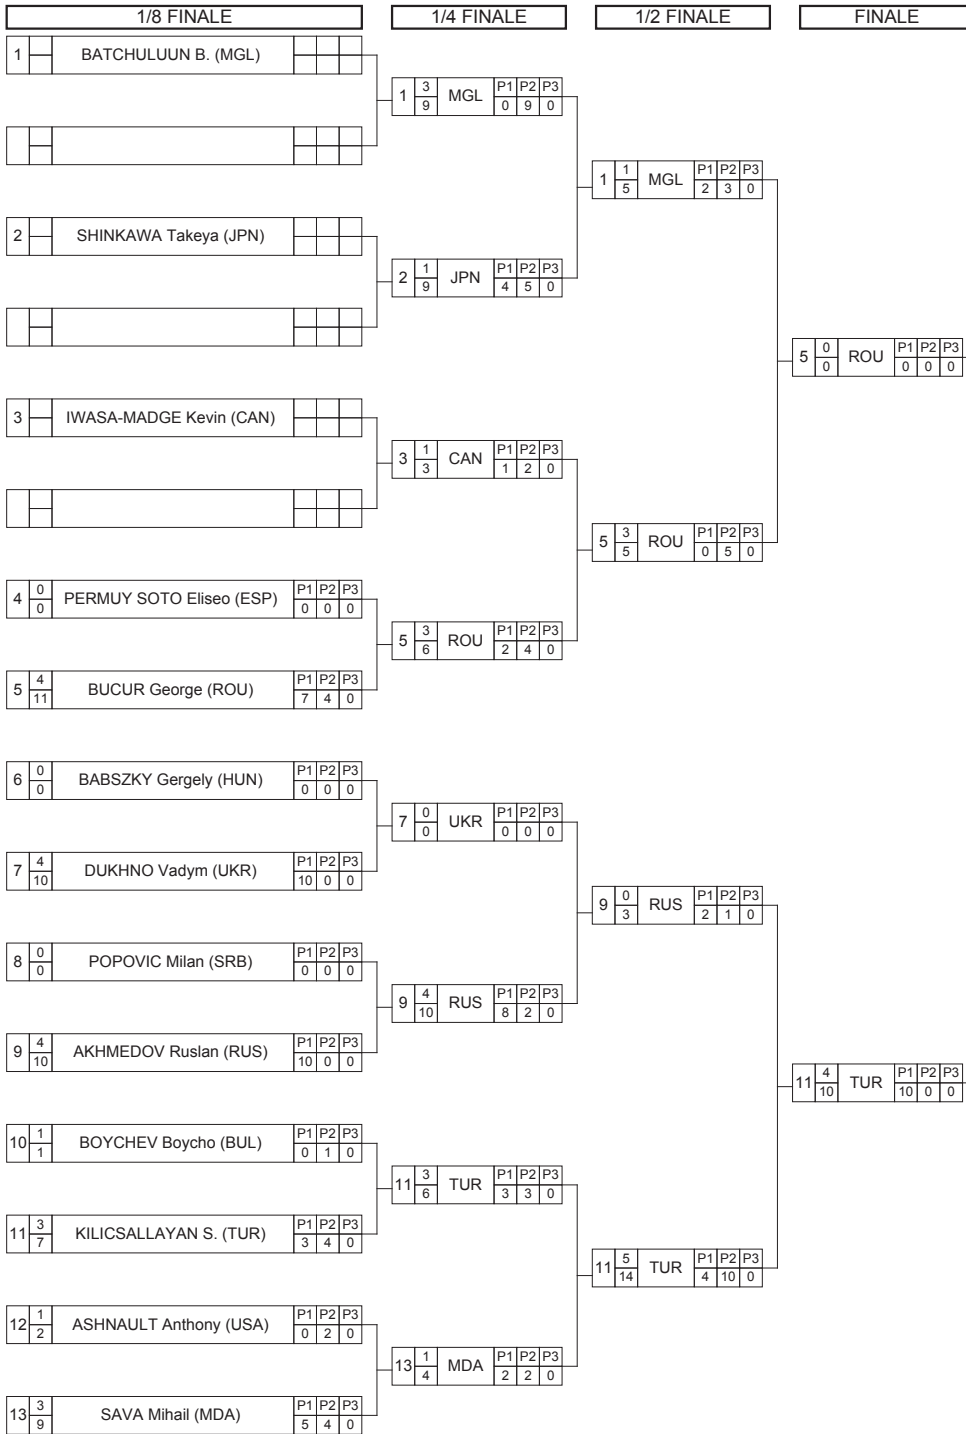 1/8 FINALE 1/4 FINALE 1/2 FINALE FINALE
1 BATCHULUUN B. (MGL)
1 3 9 MGL P1 P2 P3 0 9 0
1 1 5 MGL P1 P2 P3 2 3 0
2 SHINKAWA Takeya (JPN)
2 1 9 JPN P1 P2 P3 4 5 0
5 0 0 ROU P1 P2 P3 0 0 0
3 IWASA-MADGE Kevin (CAN)
3 1 3 CAN P1 P2 P3 1 2 0
5 3 5 ROU P1 P2 P3 0 5 0
4 0 0 PERMUY SOTO Eliseo (ESP) P1 P2 P3 0 0 0
5 3 6 ROU P1 P2 P3 2 4 0
5 4 11 BUCUR George (ROU) P1 P2 P3 7 4 0
6 0 0 BABSZKY Gergely (HUN) P1 P2 P3 0 0 0
7 0 0 UKR P1 P2 P3 0 0 0
7 4 10 DUKHNO Vadym (UKR) P1 P2 P3 10 0 0
9 0 3 RUS P1 P2 P3 2 1 0
8 0 0 POPOVIC Milan (SRB) P1 P2 P3 0 0 0
9 4 10 RUS P1 P2 P3 8 2 0
9 4 10 AKHMEDOV Ruslan (RUS) P1 P2 P3 10 0 0
11 4 10 TUR P1 P2 P3 10 0 0
10 1 1 BOYCHEV Boycho (BUL) P1 P2 P3 0 1 0
11 3 6 TUR P1 P2 P3 3 3 0
11 3 7 KILICSALLAYAN S. (TUR) P1 P2 P3 3 4 0
11 5 14 TUR P1 P2 P3 4 10 0
12 1 2 ASHNAULT Anthony (USA) P1 P2 P3 0 2 0
13 1 4 MDA P1 P2 P3 2 2 0
13 3 9 SAVA Mihail (MDA) P1 P2 P3 5 4 0